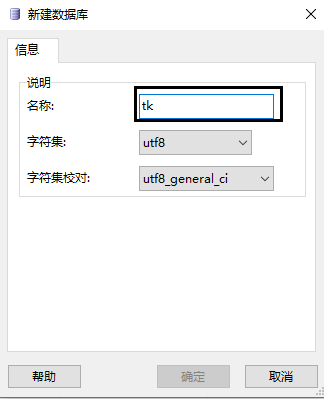 新建数据库
信息
说明
名称:
tk
字符集:
utf8
字符集校对:
utf8_general_ci
帮助
确定
取消